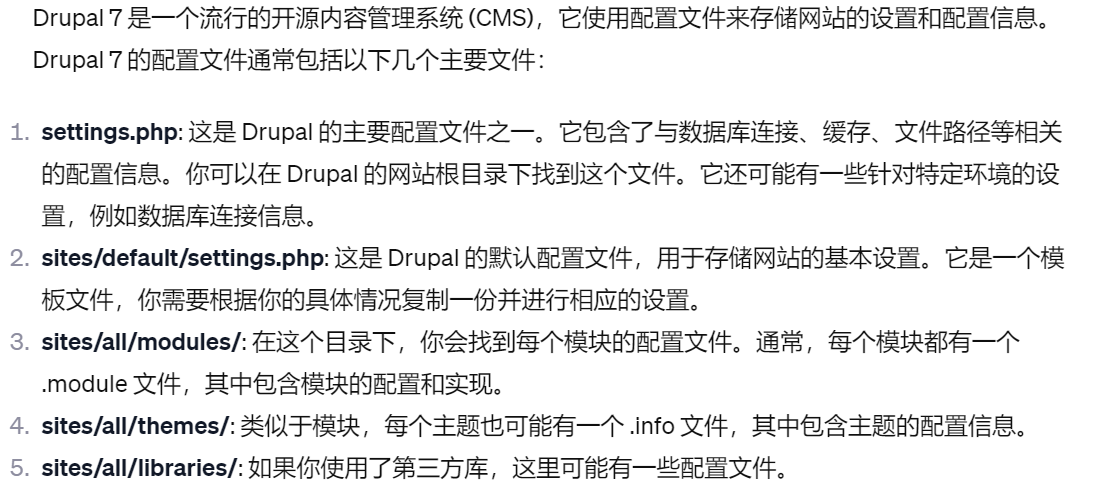 Drupal 7 是一个流行的开源内容管理系统 (CMS)，它使用配置文件来存储网站的设置和配置信息。
Drupal 7 的配置文件通常包括以下几个主要文件：
1. settings.php: 这是 Drupal 的主要配置文件之一。它包含了与数据库连接、缓存、文件路径等相关
的配置信息。你可以在 Drupal 的网站根目录下找到这个文件。它还可能有一些针对特定环境的设
置，例如数据库连接信息。
2. sites/default/settings.php: 这是 Drupal 的默认配置文件，用于存储网站的基本设置。它是一个模
板文件，你需要根据你的具体情况复制一份并进行相应的设置。
3. sites/all/modules/: 在这个目录下，你会找到每个模块的配置文件。通常，每个模块都有一个
.module 文件，其中包含模块的配置和实现。
4. sites/all/themes/: 类似于模块，每个主题也可能有一个 .info 文件，其中包含主题的配置信息。
5. sites/all/libraries/: 如果你使用了第三方库，这里可能有一些配置文件。